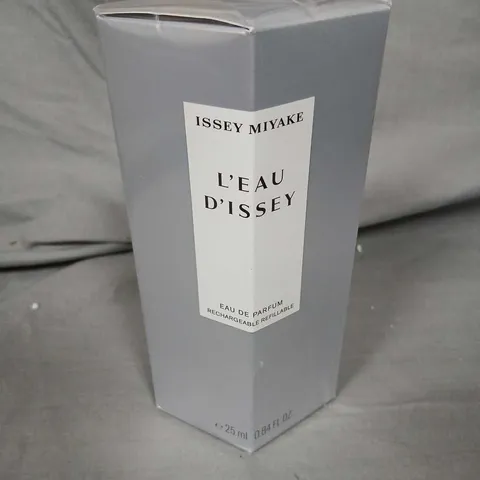 ISSEY MIYAKE
L'EAU
D'ISSEY
EAU DE PARFUM
RECHARGEABLE REFILLABLE
℮ 25 ml 0.84 FL. OZ.